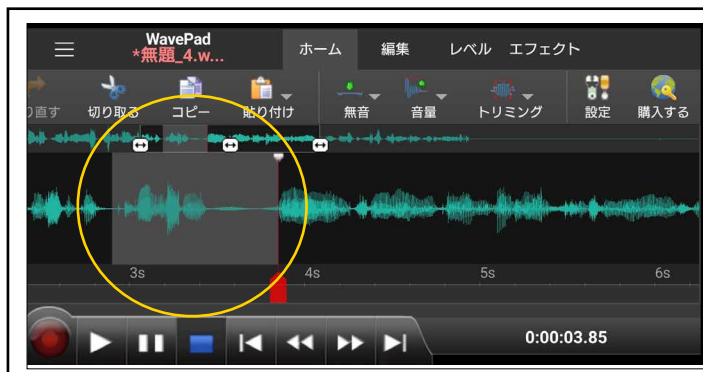 WavePad
*無題_4.w...
ホーム 編集 レベル エフェクト
り直す 切り取る コピー 貼り付け 無音 音量 トリミング 設定 購入する
3s 4s 5s 6s
0:00:03.85